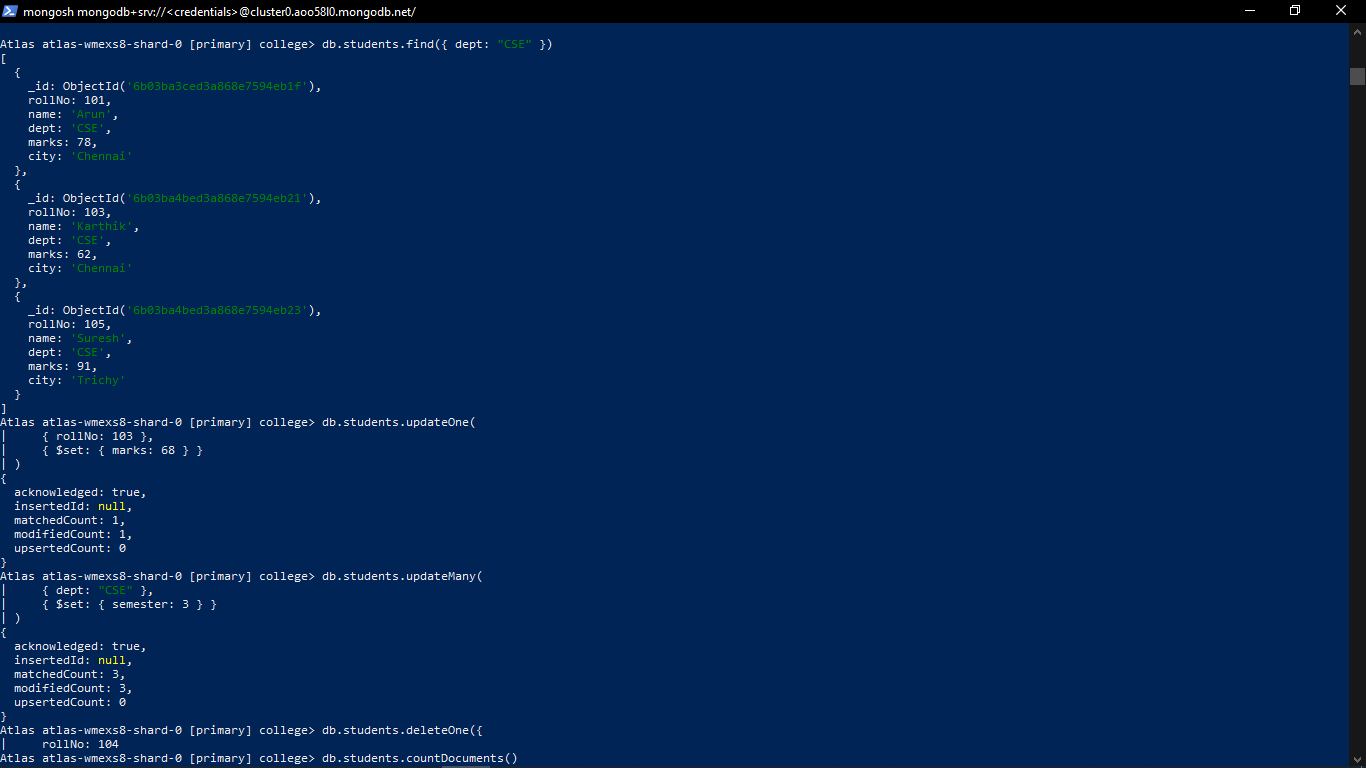 mongosh mongodb+srv://<credentials>@cluster0.aoo58l0.mongodb.net/
Atlas atlas-wmexs8-shard-0 [primary] college> db.students.find({ dept: "CSE" })
[
  {
    _id: ObjectId('6b03ba3ced3a868e7594eb1f'),
    rollNo: 101,
    name: 'Arun',
    dept: 'CSE',
    marks: 78,
    city: 'Chennai'
  },
  {
    _id: ObjectId('6b03ba4bed3a868e7594eb21'),
    rollNo: 103,
    name: 'Karthik',
    dept: 'CSE',
    marks: 62,
    city: 'Chennai'
  },
  {
    _id: ObjectId('6b03ba4bed3a868e7594eb23'),
    rollNo: 105,
    name: 'Suresh',
    dept: 'CSE',
    marks: 91,
    city: 'Trichy'
  }
]
Atlas atlas-wmexs8-shard-0 [primary] college> db.students.updateOne(
|     { rollNo: 103 },
|     { $set: { marks: 68 } }
| )
{
  acknowledged: true,
  insertedId: null,
  matchedCount: 1,
  modifiedCount: 1,
  upsertedCount: 0
}
Atlas atlas-wmexs8-shard-0 [primary] college> db.students.updateMany(
|     { dept: "CSE" },
|     { $set: { semester: 3 } }
| )
{
  acknowledged: true,
  insertedId: null,
  matchedCount: 3,
  modifiedCount: 3,
  upsertedCount: 0
}
Atlas atlas-wmexs8-shard-0 [primary] college> db.students.deleteOne({
|     rollNo: 104
Atlas atlas-wmexs8-shard-0 [primary] college> db.students.countDocuments()